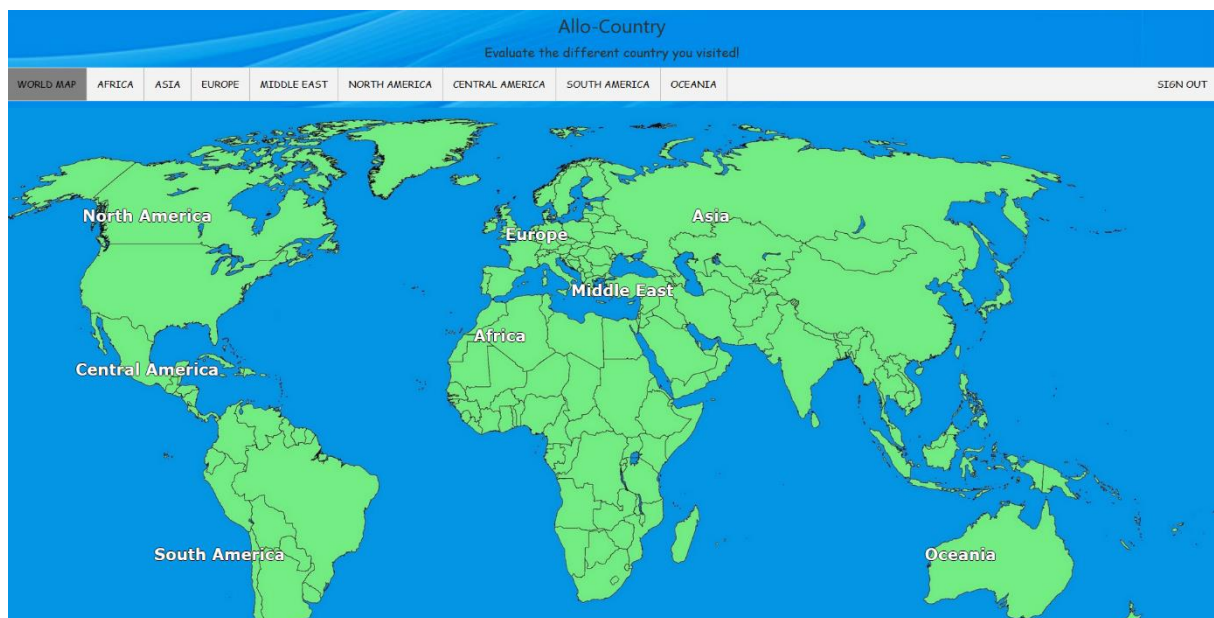 Allo-Country
Evaluate the different country you visited!
WORLD MAP AFRICA ASIA EUROPE MIDDLE EAST NORTH AMERICA CENTRAL AMERICA SOUTH AMERICA OCEANIA SIGN OUT
North America
Asia
Europe
Middle East
Africa
Central America
South America
Oceania